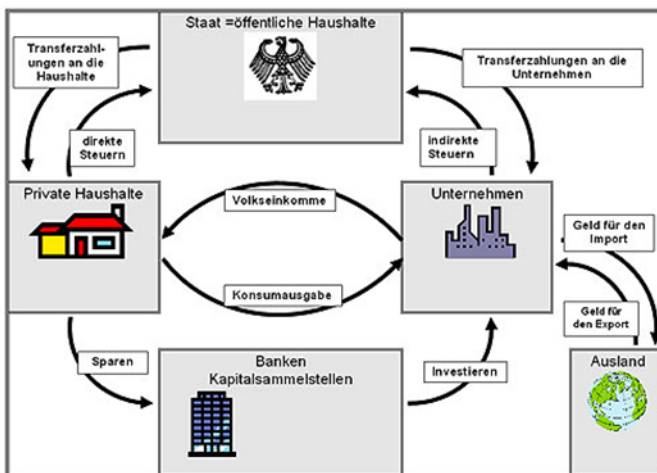 Staat =öffentliche Haushalte
Transferzahl-
ungen an die
Haushalte
Transferzahlungen an die
Unternehmen
direkte
Steuern
indirekte
Steuern
Private Haushalte
Unternehmen
Volkseinkomme
Geld für den
Import
Konsumausgabe
Geld für
den Export
Sparen
Banken
Kapitalsammelstellen
Investieren
Ausland